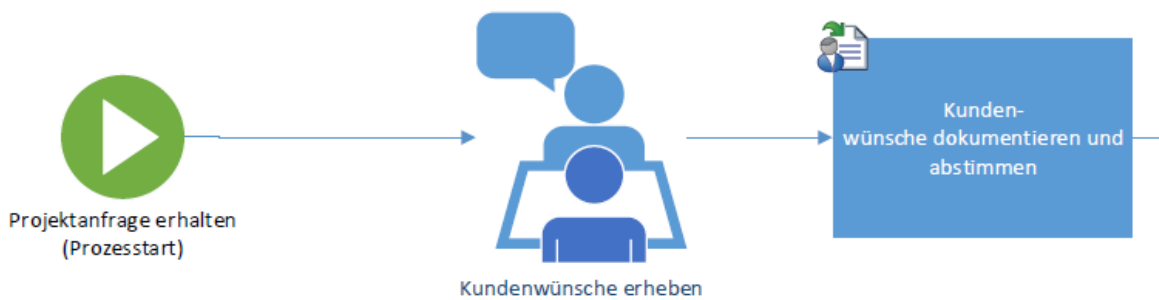 Projektanfrage erhalten
(Prozesstart)
Kundenwünsche erheben
Kunden-
wünsche dokumentieren und
abstimmen